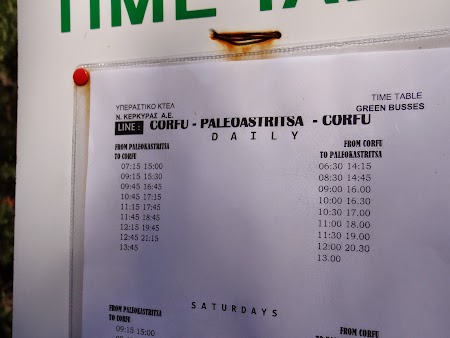 TIME TA
ΥΠΕΡΑΣΤΙΚΟ ΚΤΕΛ
Ν. ΚΕΡΚΥΡΑΣ Α.Ε.
TIME TABLE
GREEN BUSSES
LINE: CORFU - PALEOASTRITSA - CORFU
DAILY
FROM PALEOKASTRITSA
TO CORFU
07:15 15:00
09:15 15:30
09:45 16:45
10:45 17:15
11:15 17:45
11:45 18:45
12:15 19:45
12:45 21:15
13:45
FROM CORFU
TO PALEOKASTRITSA
06:30 14:15
08:30 14:45
09:00 16.00
10:00 16.30
10:30 17.00
11:00 18.00
11:30 19.00
12:00 20.30
13.00
SATURDAYS
FROM PALEOKASTRITSA
TO CORFU
09:15 15:00
FROM CORFU